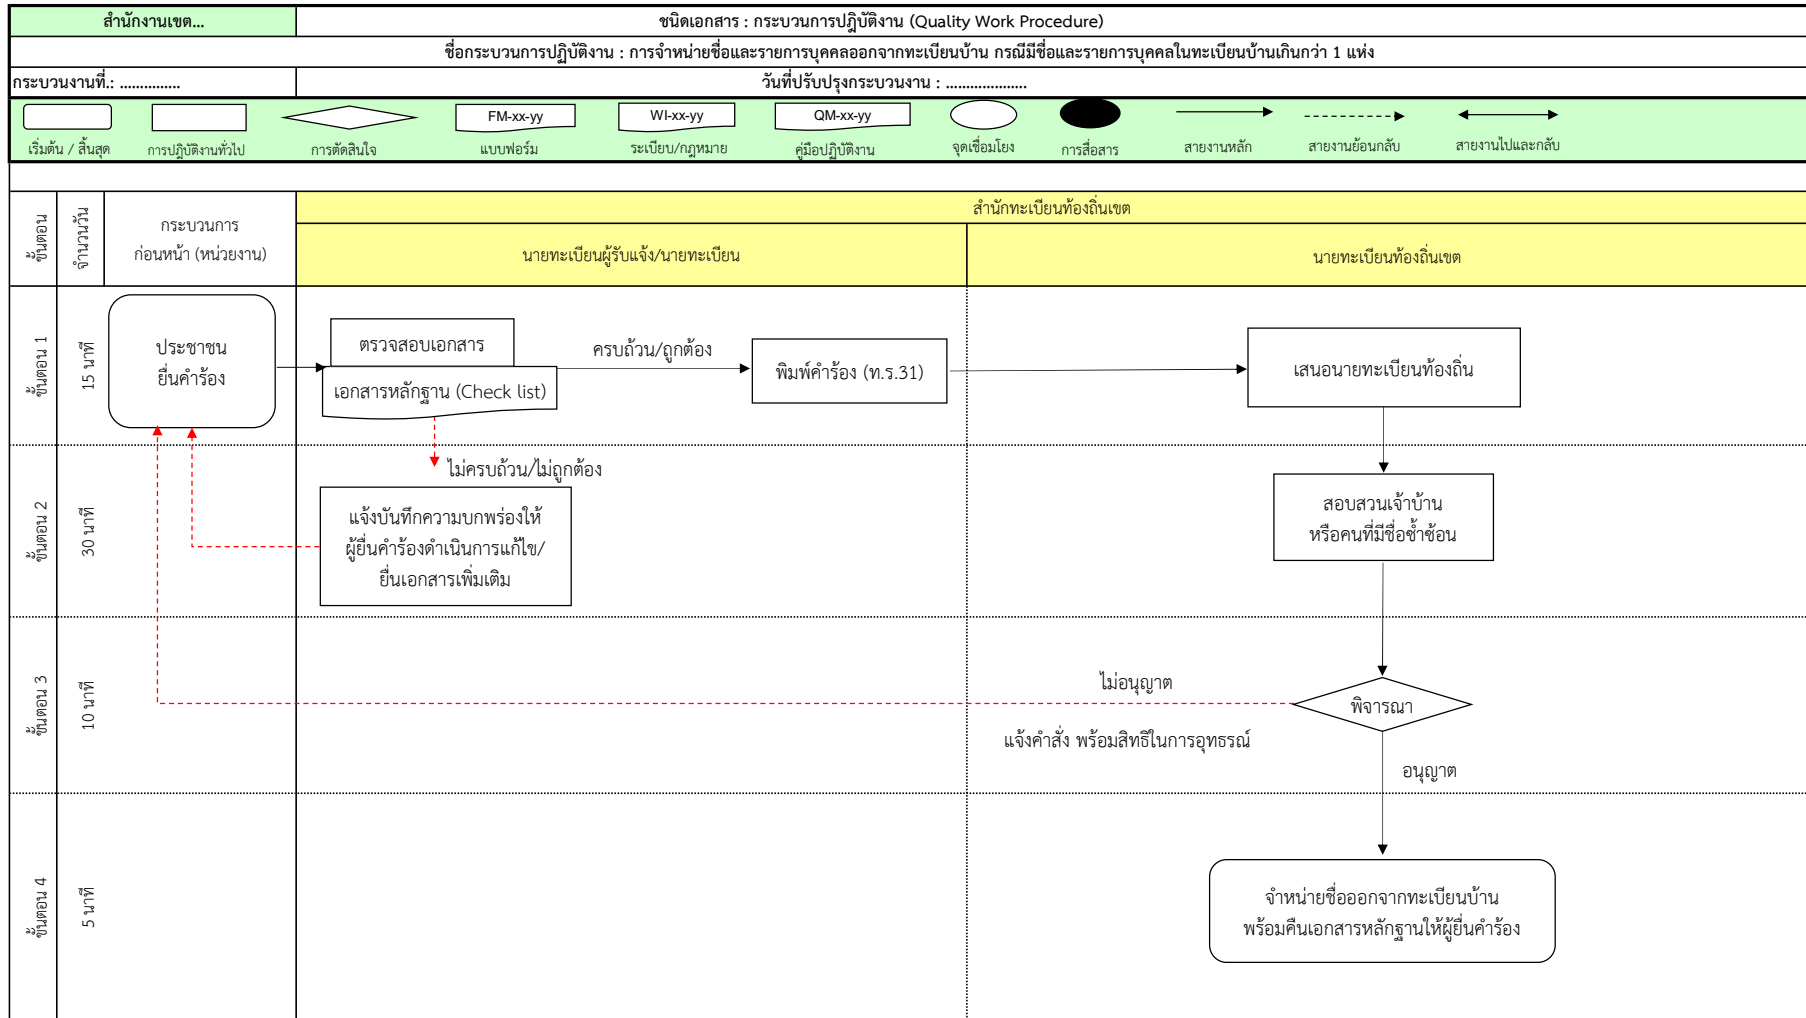 สำนักงานเขต...
ชนิดเอกสาร : กระบวนการปฎิบัติงาน (Quality Work Procedure)
ชื่อกระบวนการปฏิบัติงาน : การจำหน่ายชื่อและรายการบุคคลออกจากทะเบียนบ้าน กรณีมีชื่อและรายการบุคคลในทะเบียนบ้านเกินกว่า 1 แห่ง
กระบวนงานที่.: ...............
วันที่ปรับปรุงกระบวนงาน : ....................
FM-xx-yy
WI-xx-yy
QM-xx-yy
เริ่มต้น / สิ้นสุด
การปฎิบัติงานทั่วไป
การตัดสินใจ
แบบฟอร์ม
ระเบียบ/กฎหมาย
คู่มือปฏิบัติงาน
จุดเชื่อมโยง
การสื่อสาร
สายงานหลัก
สายงานย้อนกลับ
สายงานไปและกลับ
ขั้นตอน
จำนวนวัน
กระบวนการ
ก่อนหน้า (หน่วยงาน)
สำนักทะเบียนท้องถิ่นเขต
นายทะเบียนผู้รับแจ้ง/นายทะเบียน
นายทะเบียนท้องถิ่นเขต
ขั้นตอน 1
15 นาที
ประชาชน
ยื่นคำร้อง
ตรวจสอบเอกสาร
เอกสารหลักฐาน (Check list)
ครบถ้วน/ถูกต้อง
พิมพ์คำร้อง (ท.ร.31)
เสนอนายทะเบียนท้องถิ่น
ขั้นตอน 2
30 นาที
ไม่ครบถ้วน/ไม่ถูกต้อง
แจ้งบันทึกความบกพร่องให้
ผู้ยื่นคำร้องดำเนินการแก้ไข/
ยื่นเอกสารเพิ่มเติม
สอบสวนเจ้าบ้าน
หรือคนที่มีชื่อซ้ำซ้อน
ขั้นตอน 3
10 นาที
ไม่อนุญาต
พิจารณา
แจ้งคำสั่ง พร้อมสิทธิในการอุทธรณ์
อนุญาต
ขั้นตอน 4
5 นาที
จำหน่ายชื่อออกจากทะเบียนบ้าน
พร้อมคืนเอกสารหลักฐานให้ผู้ยื่นคำร้อง